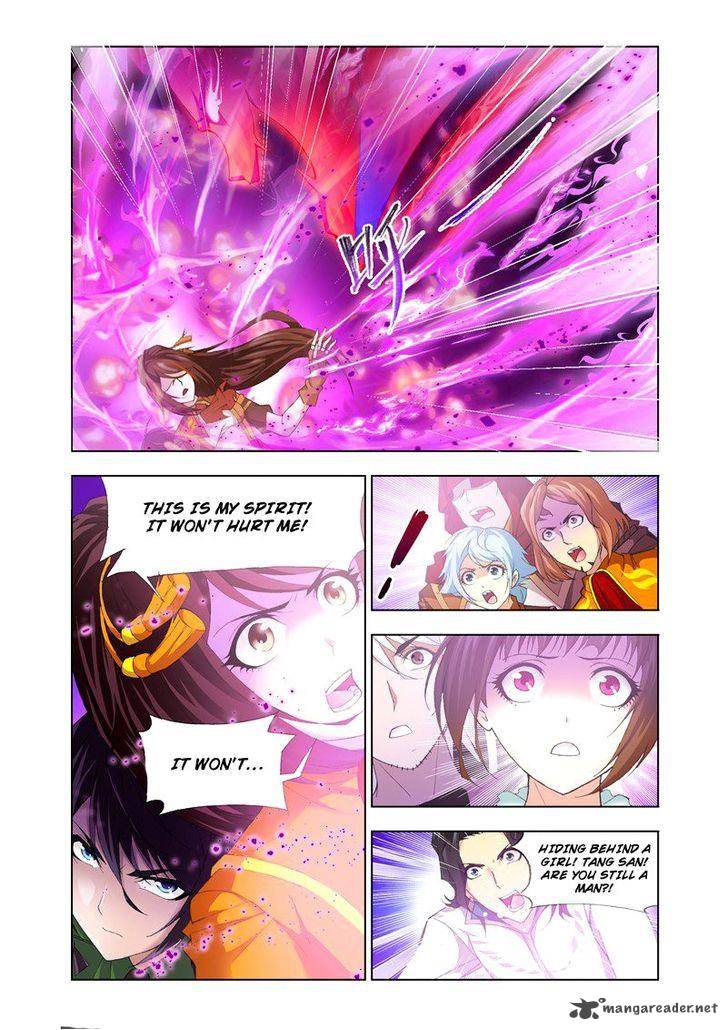 呼
THIS IS MY SPIRIT!
IT WON'T HURT ME!
!
IT WON'T...
HIDING BEHIND A
GIRL! TANG SAN!
ARE YOU STILL
A MAN?!
mangareader.net